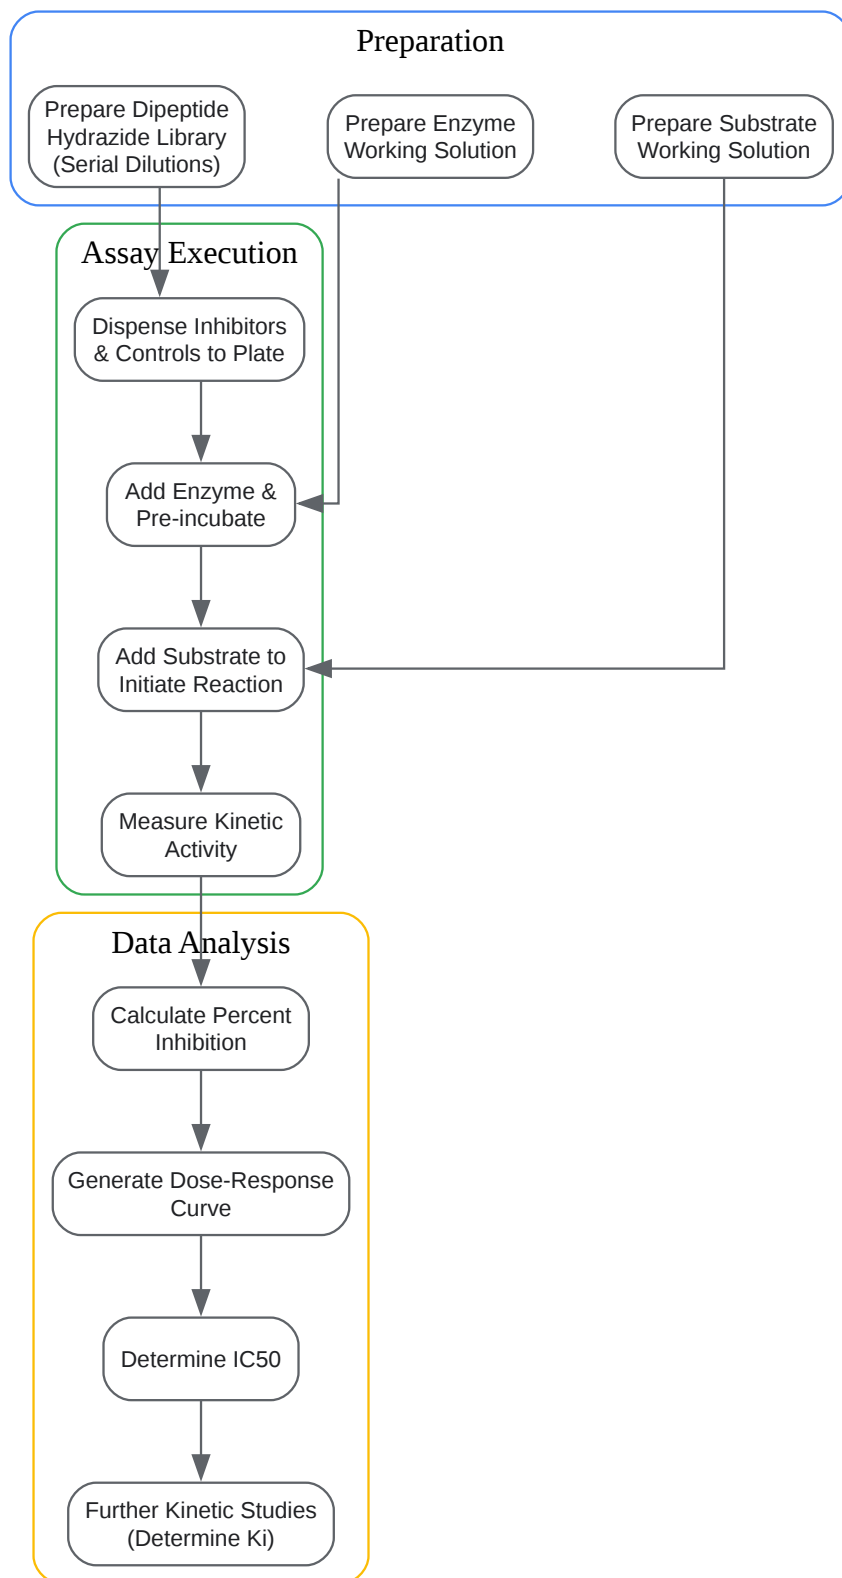 Preparation
Prepare Dipeptide
Hydrazide Library
(Serial Dilutions)
Prepare Enzyme
Working Solution
Prepare Substrate
Working Solution
Assay Execution
Dispense Inhibitors
& Controls to Plate
Add Enzyme &
Pre-incubate
Add Substrate to
Initiate Reaction
Measure Kinetic
Activity
Data Analysis
Calculate Percent
Inhibition
Generate Dose-Response
Curve
Determine IC50
Further Kinetic Studies
(Determine Ki)